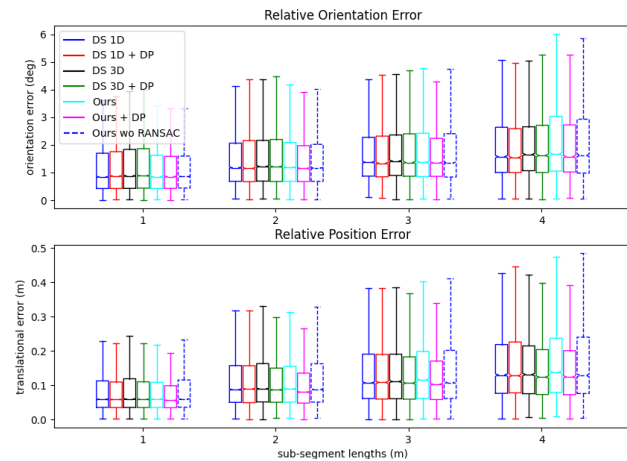 Relative Orientation Error
orientation error (deg)
6
5
4
3
2
1
0
DS 1D
DS 1D + DP
DS 3D
DS 3D + DP
Ours
Ours + DP
Ours wo RANSAC
1
2
3
4
Relative Position Error
translational error (m)
0.5
0.4
0.3
0.2
0.1
0.0
1
2
3
4
sub-segment lengths (m)